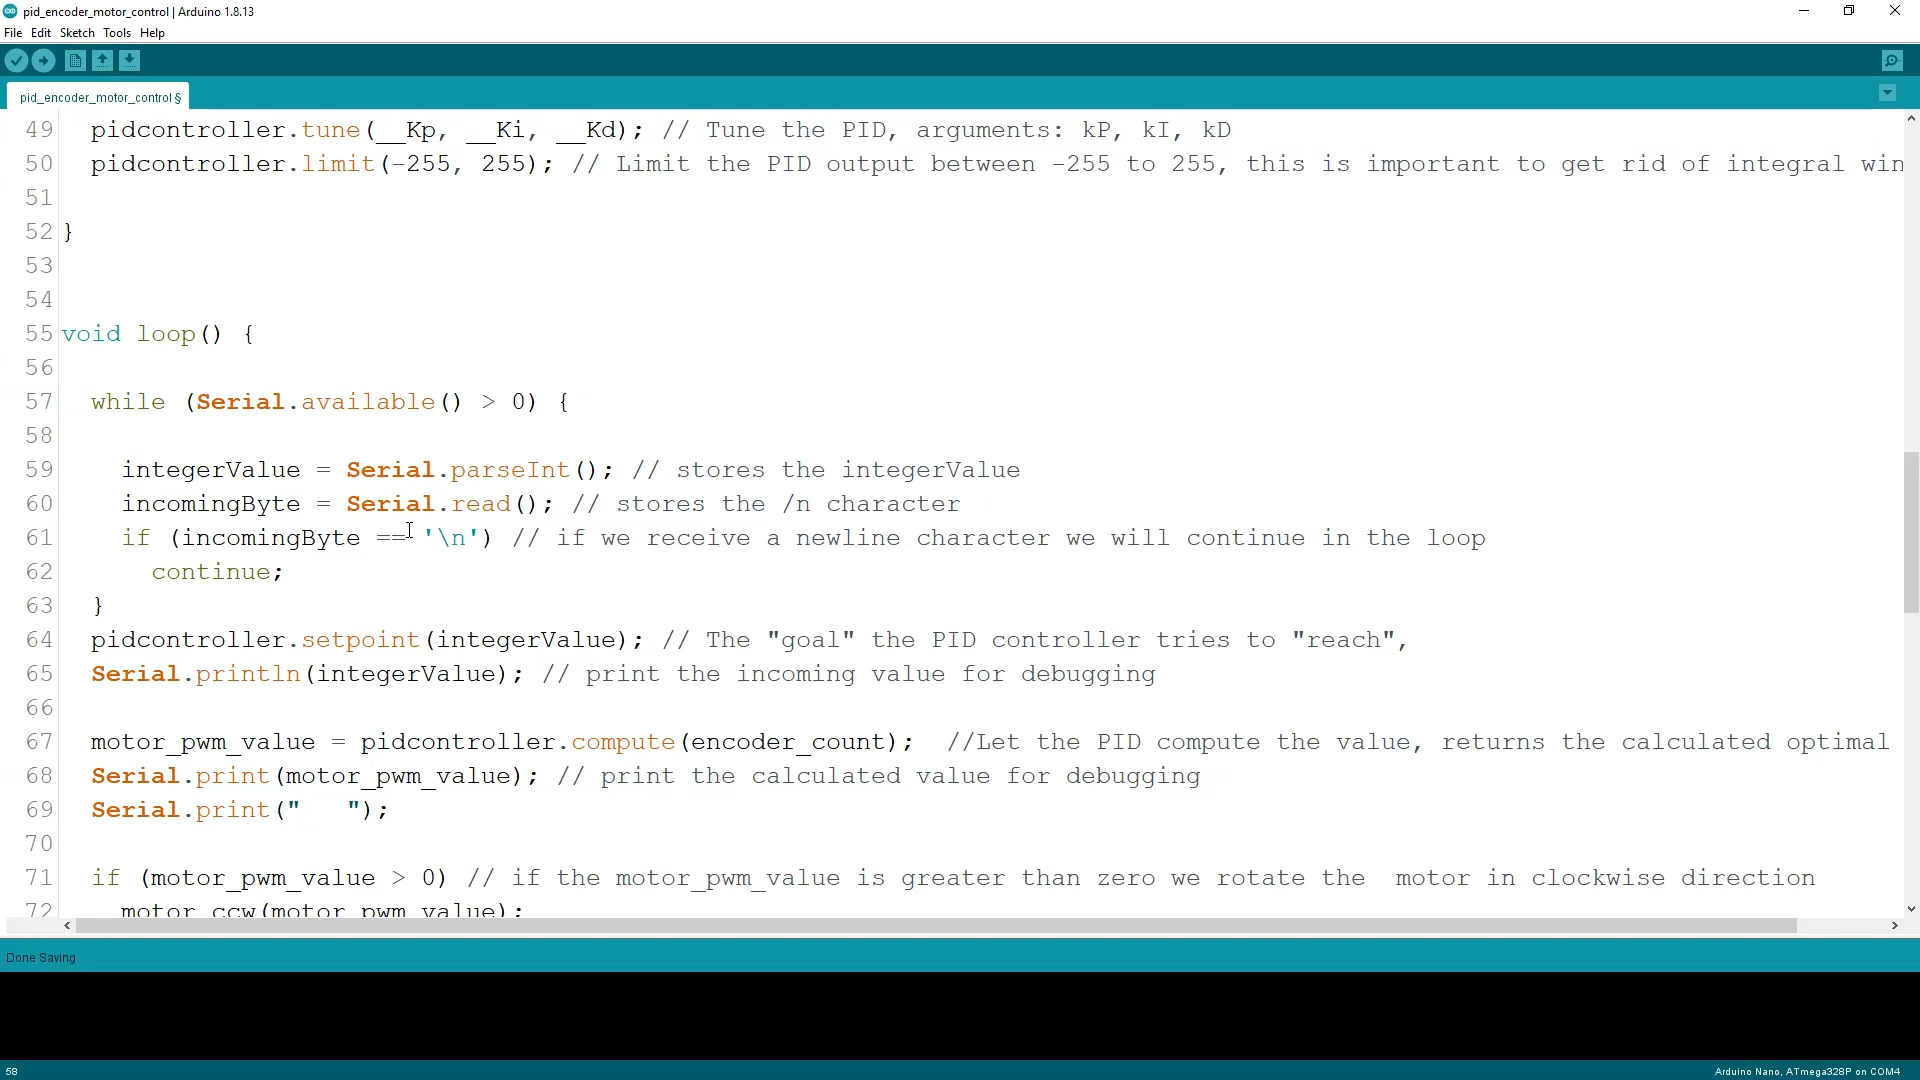 pid_encoder_motor_control | Arduino 1.8.13
File Edit Sketch Tools Help
pid_encoder_motor_control §
49 pidcontroller.tune(__Kp, __Ki, __Kd); // Tune the PID, arguments: kP, kI, kD
50 pidcontroller.limit(-255, 255); // Limit the PID output between -255 to 255, this is important to get rid of integral win
51
52 }
53
54
55 void loop() {
56
57 while (Serial.available() > 0) {
58
59 integerValue = Serial.parseInt(); // stores the integerValue
60 incomingByte = Serial.read(); // stores the /n character
61 if (incomingByte == '\n') // if we receive a newline character we will continue in the loop
62 continue;
63 }
64 pidcontroller.setpoint(integerValue); // The "goal" the PID controller tries to "reach",
65 Serial.println(integerValue); // print the incoming value for debugging
66
67 motor_pwm_value = pidcontroller.compute(encoder_count);  //Let the PID compute the value, returns the calculated optimal
68 Serial.print(motor_pwm_value); // print the calculated value for debugging
69 Serial.print("   ");
70
71 if (motor_pwm_value > 0) // if the motor_pwm_value is greater than zero we rotate the  motor in clockwise direction
72 motor_ccw(motor_pwm_value);
Done Saving.
58
Arduino Nano, ATmega328P on COM4